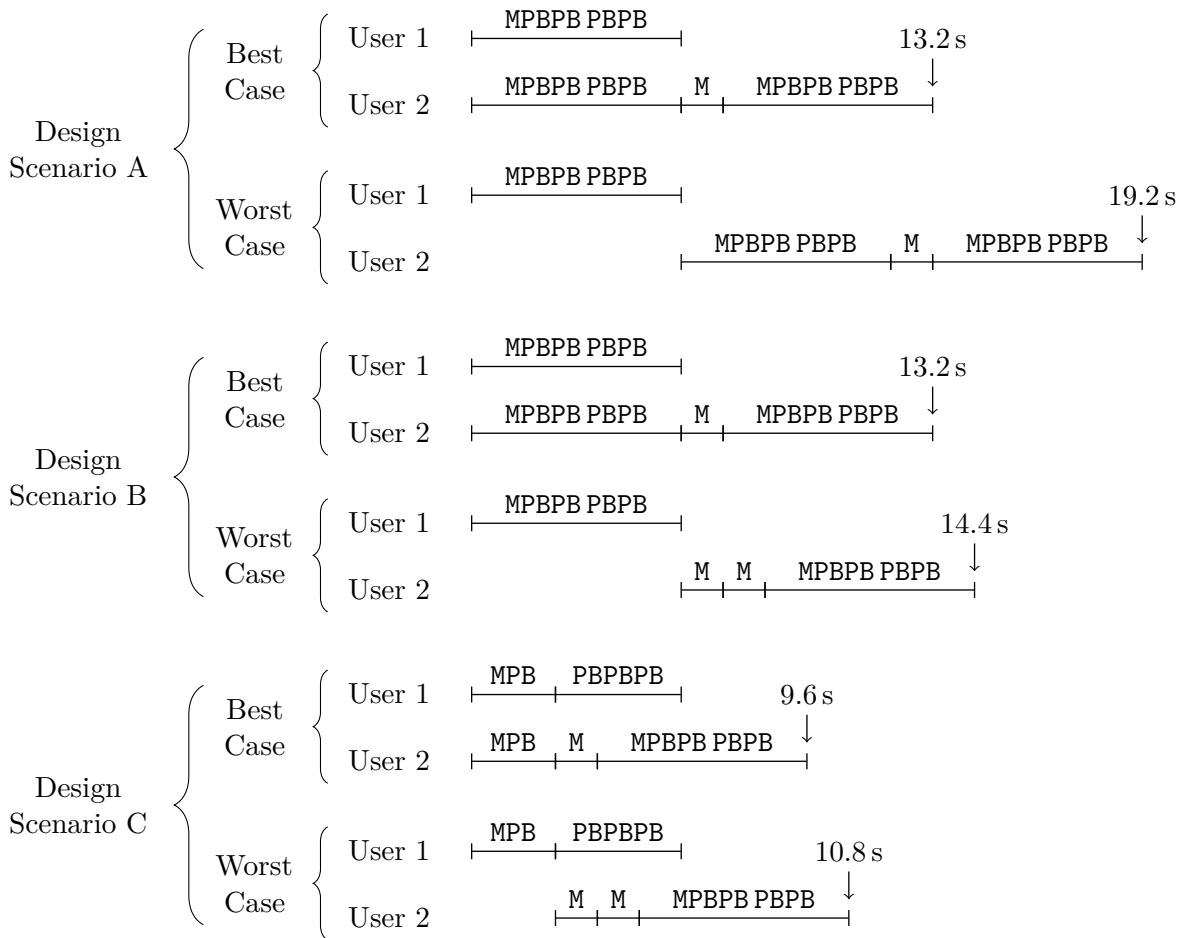 Design
Scenario A
Best
Case
User 1
MPBPB PBPB
User 2
MPBPB PBPB
M
MPBPB PBPB
13.2 s
Worst
Case
User 1
MPBPB PBPB
User 2
MPBPB PBPB
M
MPBPB PBPB
19.2 s
Design
Scenario B
Best
Case
User 1
MPBPB PBPB
User 2
MPBPB PBPB
M
MPBPB PBPB
13.2 s
Worst
Case
User 1
MPBPB PBPB
User 2
M
M
MPBPB PBPB
14.4 s
Design
Scenario C
Best
Case
User 1
MPB
PBPBPB
User 2
MPB
M
MPBPB PBPB
9.6 s
Worst
Case
User 1
MPB
PBPBPB
User 2
M
M
MPBPB PBPB
10.8 s